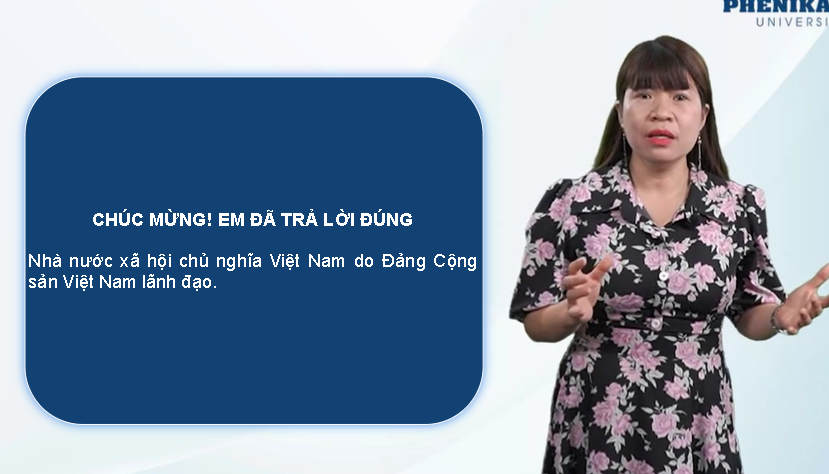 PHENIKA
UNIVERSI
CHÚC MỪNG! EM ĐÃ TRẢ LỜI ĐÚNG
Nhà nước xã hội chủ nghĩa Việt Nam do Đảng Cộng
sản Việt Nam lãnh đạo.